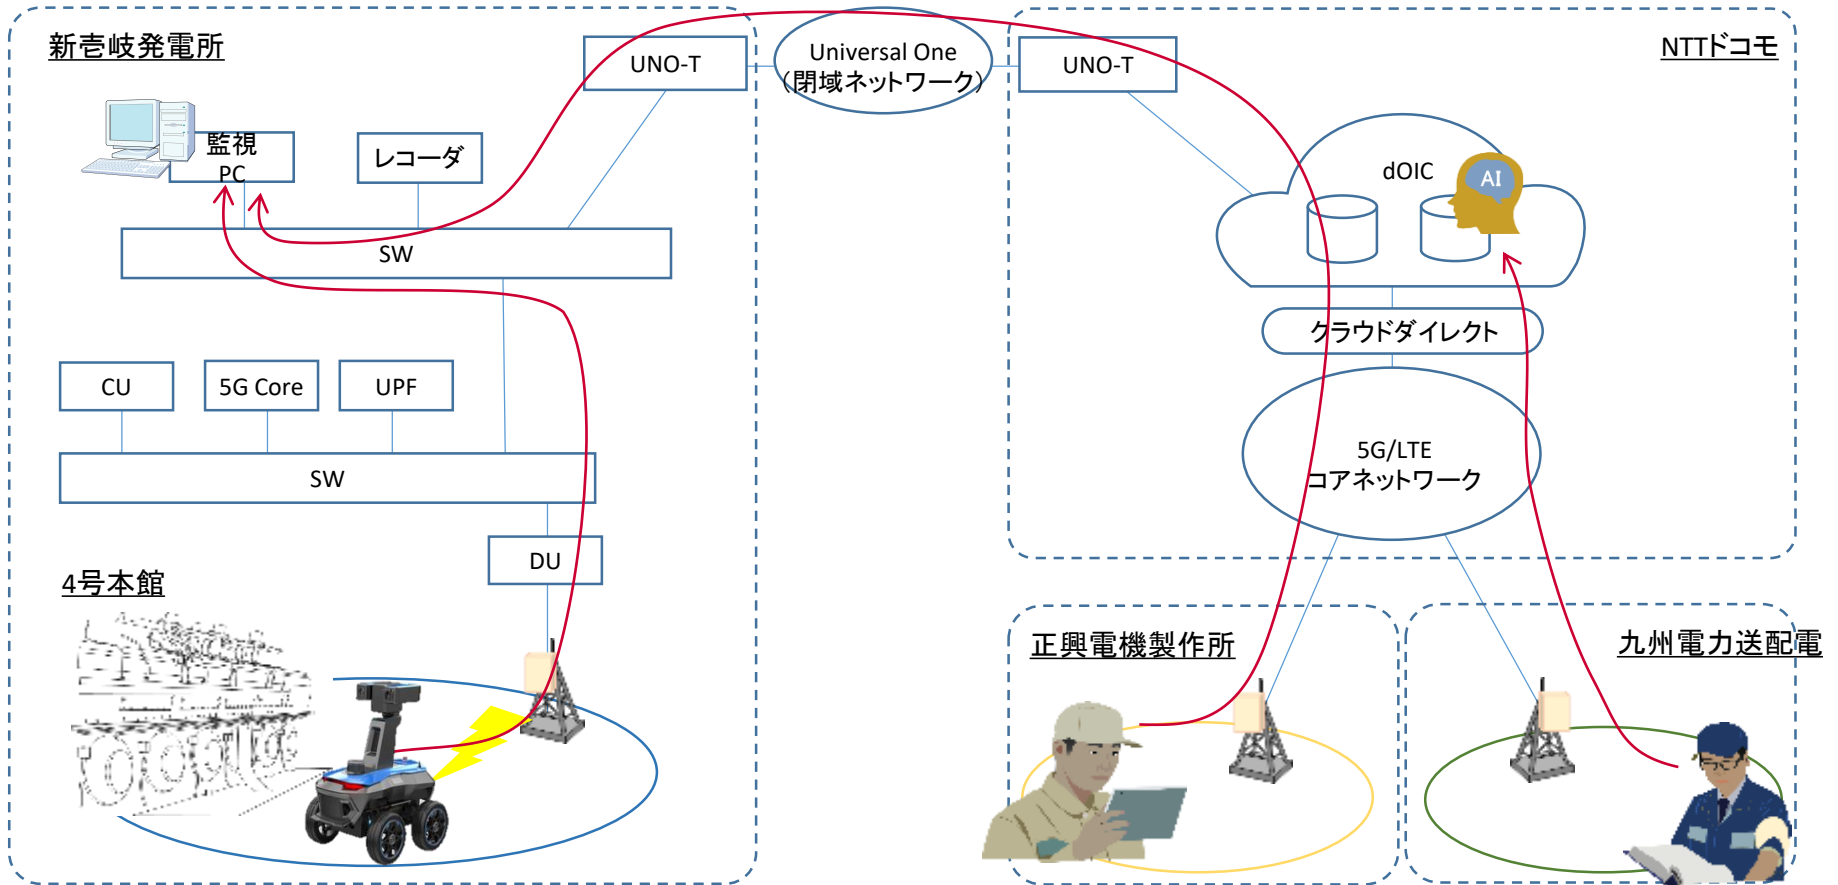 新壱岐発電所
UNO-T
Universal One
（閉域ネットワーク）
UNO-T
NTTドコモ
監視
PC
レコーダ
dOIC
AI
SW
クラウドダイレクト
CU
5G Core
UPF
5G/LTE
コアネットワーク
SW
DU
4号本館
正興電機製作所
九州電力送配電